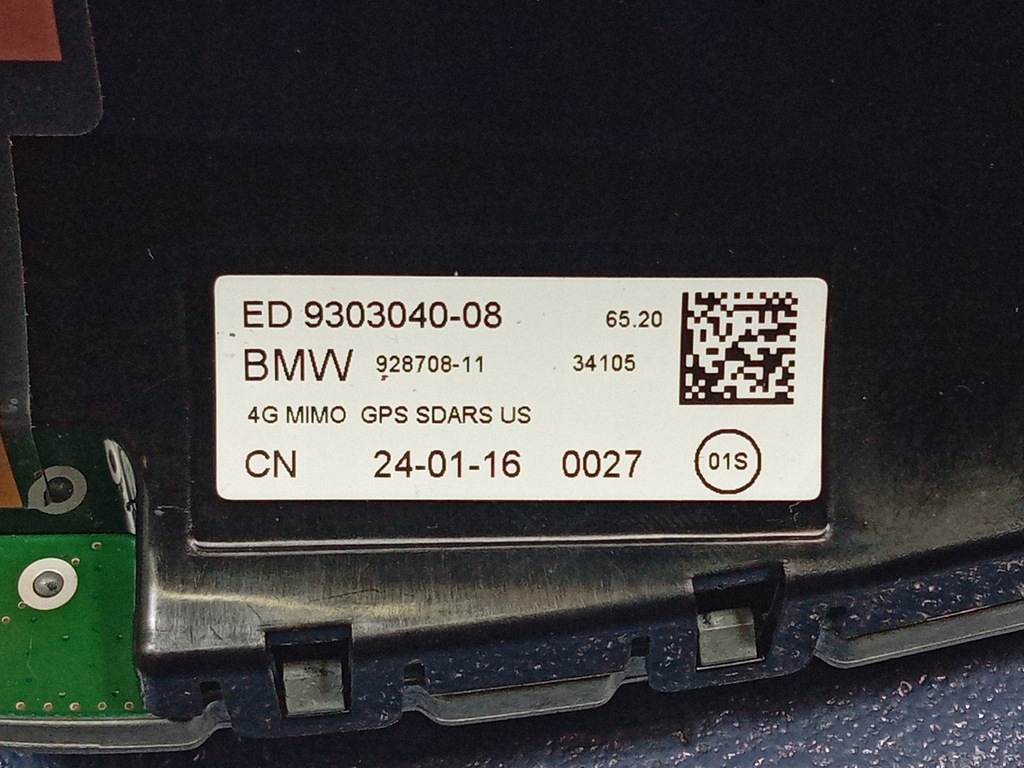 ED 9303040-08 65.20
BMW 928708-11 34105
4G MIMO GPS SDARS US
CN 24-01-16 0027 01S